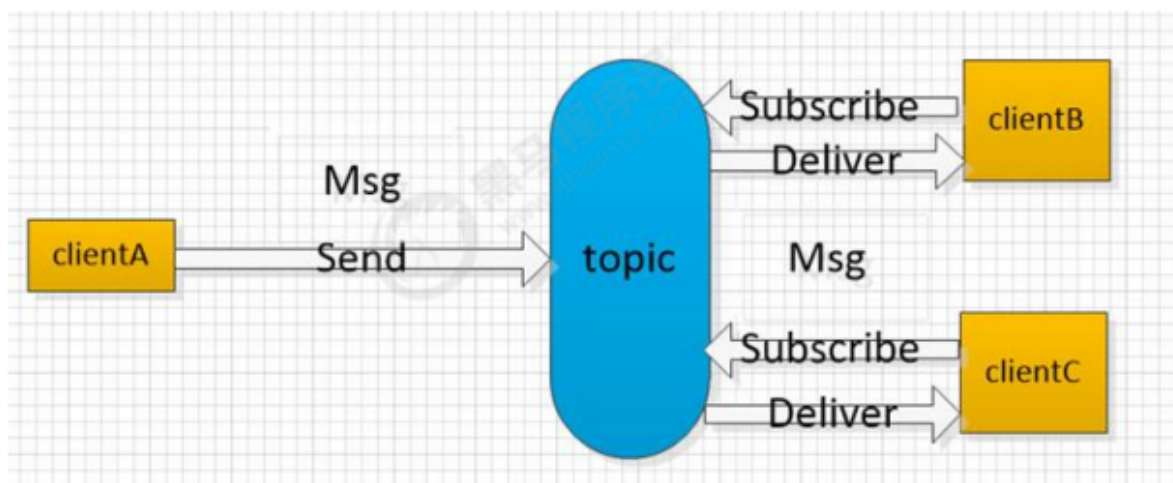 Subscribe
clientB
Deliver
Msg
clientA
Send
topic
Msg
Subscribe
clientC
Deliver